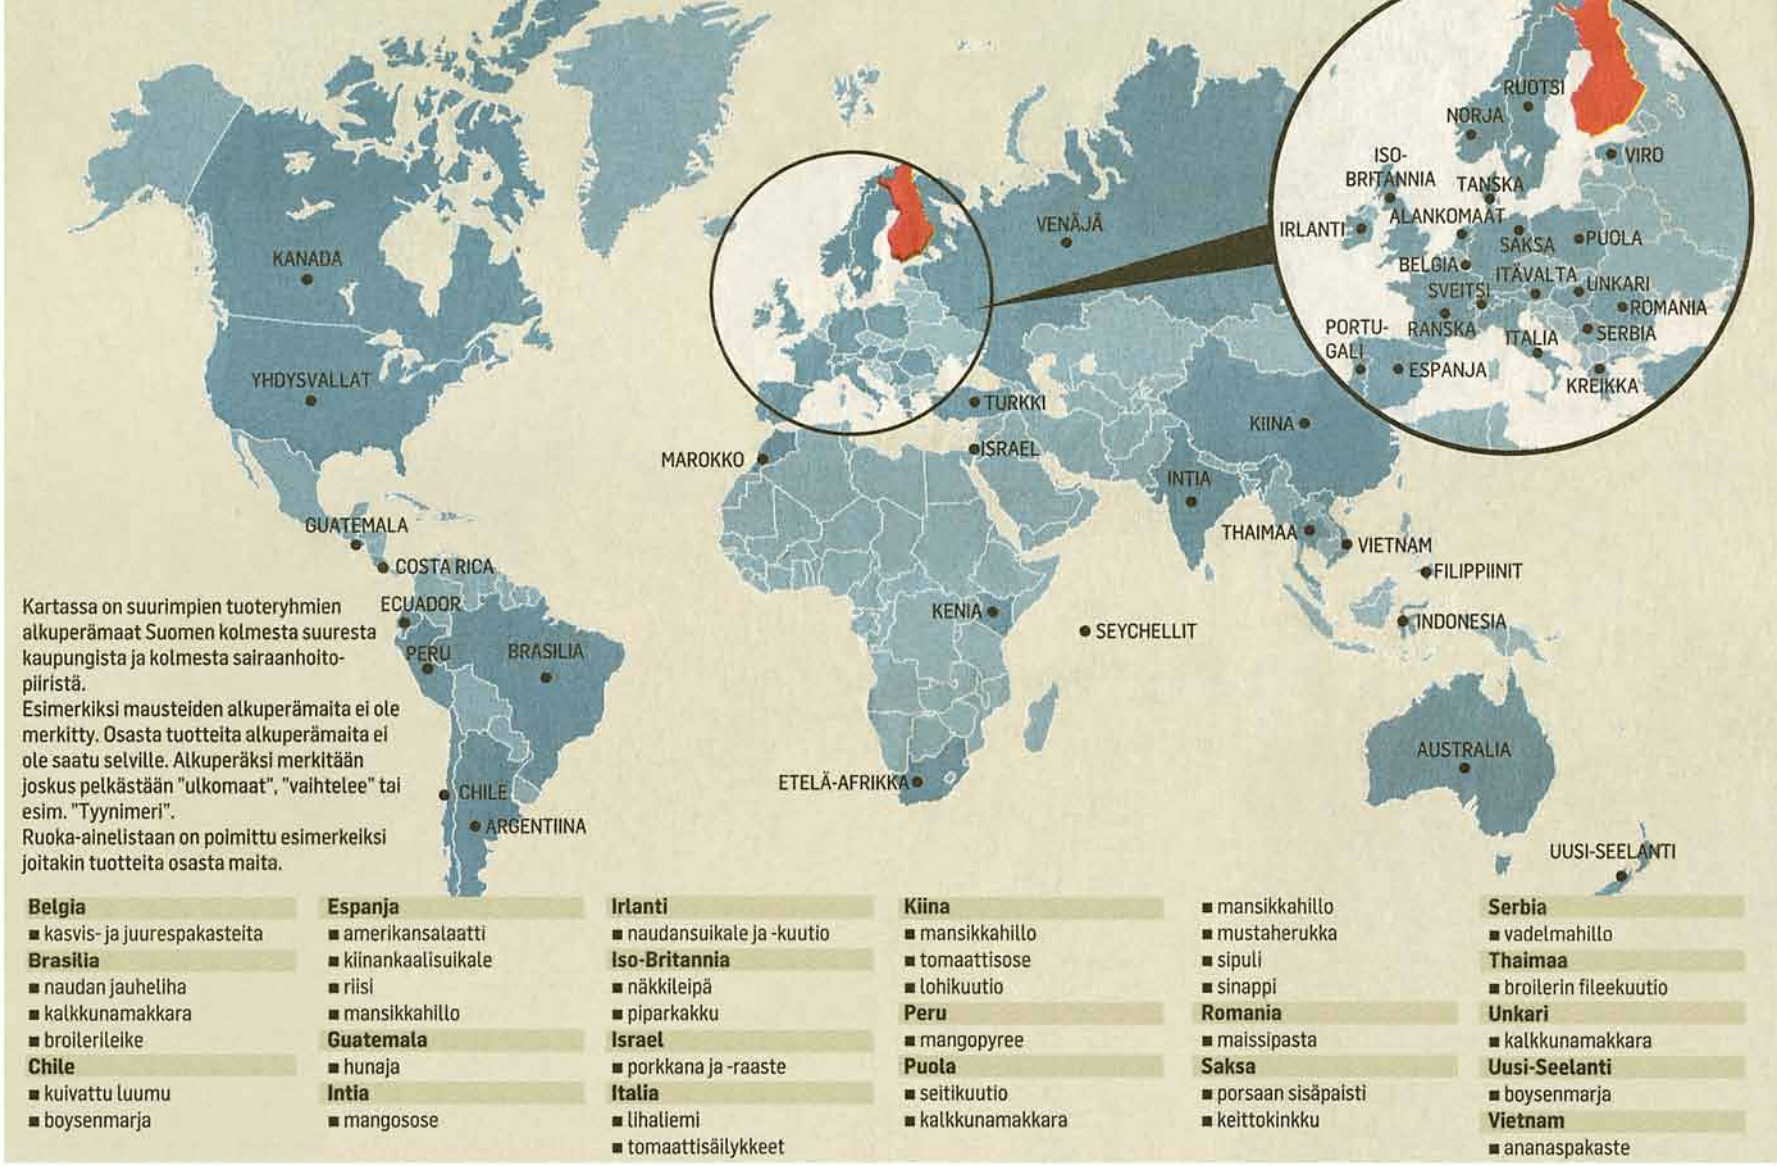 RUOTSI
NORJA
VIRO
ISO-
BRITANNIA
TANSKA
ALANKOMAAT
IRLANTI
SAKSA
PUOLA
BELGIA
ITÄVALTA
UNKARI
SVEITSI
ROMANIA
PORTU-
GALI
RANSKA
ITALIA
SERBIA
ESPANJA
KREIKKA
KANADA
VENÄJÄ
YHDYSVALLAT
TURKKI
KIINA
ISRAEL
MAROKKO
INTIA
GUATEMALA
THAIMAA
VIETNAM
COSTA RICA
FILIPPIINIT
ECUADOR
KENIA
SEYCHELLIT
INDONESIA
PERU
BRASILIA
AUSTRALIA
ETELÄ-AFRIKKA
CHILE
ARGENTIINA
UUSI-SEELANTI
Kartassa on suurimpien tuoteryhmien
alkuperämaat Suomen kolmesta suuresta
kaupungista ja kolmesta sairaanhoito-
piiristä.
Esimerkiksi mausteiden alkuperämaita ei ole
merkitty. Osasta tuotteita alkuperämaita ei
ole saatu selville. Alkuperäksi merkitään
joskus pelkästään "ulkomaat", "vaihtelee" tai
esim. "Tyynimeri".
Ruoka-ainelistaan on poimittu esimerkeiksi
joitakin tuotteita osasta maita.
Belgia
■ kasvis- ja juurespakasteita
Brasilia
■ naudan jauheliha
■ kalkkunamakkara
■ broilerileike
Chile
■ kuivattu luumu
■ boysenmarja
Espanja
■ amerikansalaatti
■ kiinankaalisuikale
■ riisi
■ mansikkahillo
Guatemala
■ hunaja
Intia
■ mangosose
Irlanti
■ naudansuikale ja -kuutio
Iso-Britannia
■ näkkileipä
■ piparkakku
Israel
■ porkkana ja -raaste
Italia
■ lihaliemi
■ tomaattisäilykkeet
Kiina
■ mansikkahillo
■ tomaattisose
■ lohikuutio
Peru
■ mangopyree
Puola
■ seitikuutio
■ kalkkunamakkara
■ mansikkahillo
■ mustaherukka
■ sipuli
■ sinappi
Romania
■ maissipasta
Saksa
■ porsaan sisäpaisti
■ keittokinkku
Serbia
■ vadelmahillo
Thaimaa
■ broilerin fileekuutio
Unkari
■ kalkkunamakkara
Uusi-Seelanti
■ boysenmarja
Vietnam
■ ananaspakaste